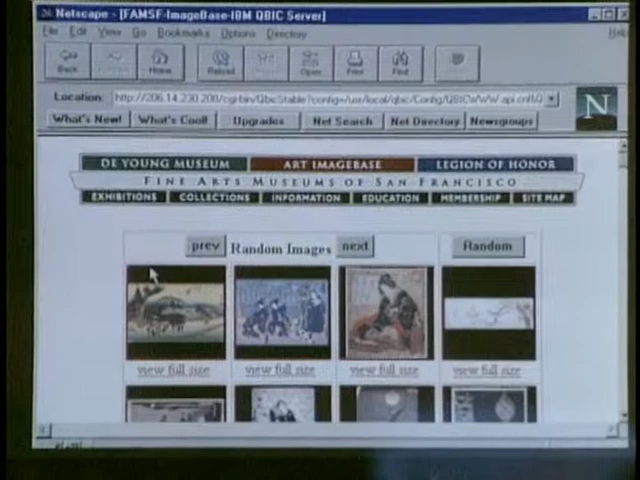 Netscape - [FAMSF-ImageBase-IBM QBIC Server]
File Edit View Go Bookmarks Options Directory Help
Back Home Reload Open Print Find
Location:
What's New! What's Cool! Upgrades Net Search Net Directory Newsgroups
N
DE YOUNG MUSEUM ART IMAGEBASE LEGION OF HONOR
FINE ARTS MUSEUMS OF SAN FRANCISCO
EXHIBITIONS COLLECTIONS INFORMATION EDUCATION MEMBERSHIP SITE MAP
prev Random Images next Random
view full size view full size view full size view full size